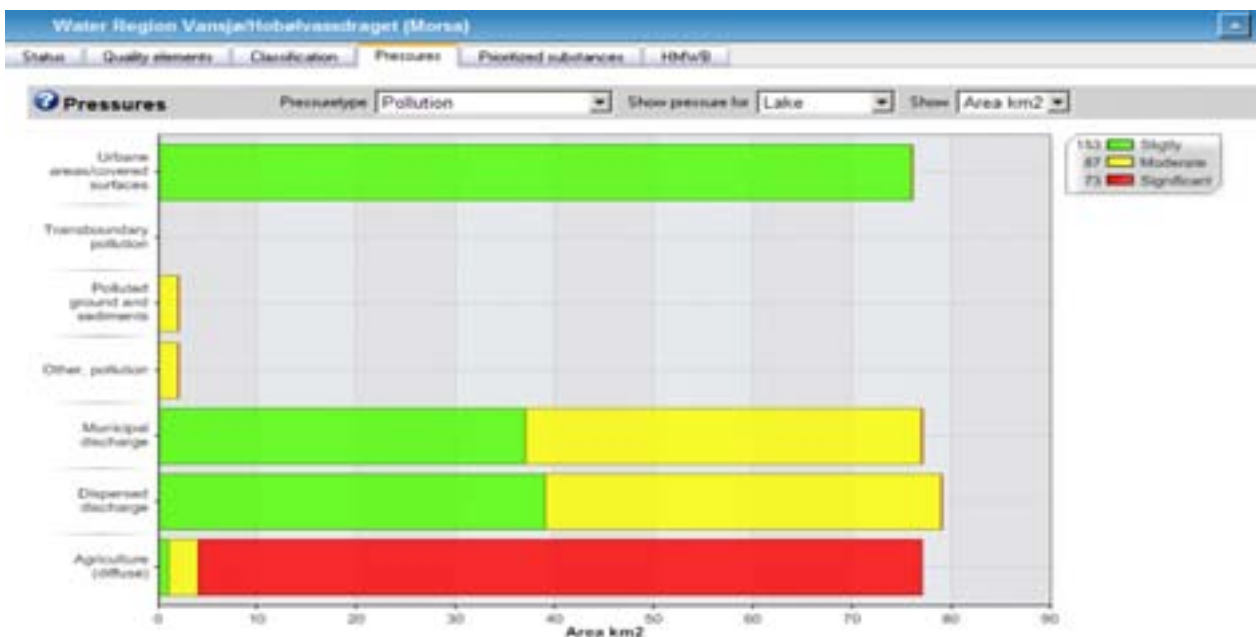 Water Region Vansjø/Hobølvassdraget (Morsa)
Status Quality elements Classification Pressures Prioritized substances HMWB
Pressures Pressuretype Pollution Show pressure for Lake Show Area km2
153 Sligtly
87 Moderate
73 Significant
Urbane
areas/covered
surfaces
Transboundary
pollution
Polluted
ground and
sediments
Other, pollution
Municipal
discharge
Dispersed
discharge
Agriculture
(diffuse)
0 10 20 30 40 50 60 70 80 90
Area km2